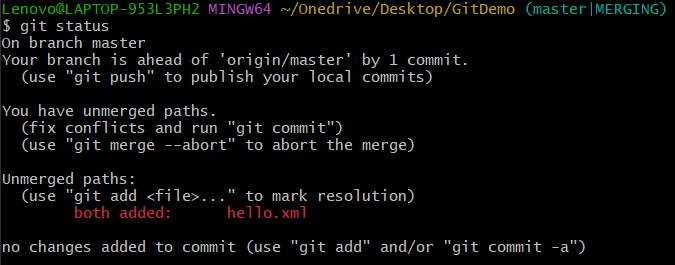 Lenovo@LAPTOP-953L3PH2 MINGW64 ~/Onedrive/Desktop/GitDemo (master|MERGING)
$ git status
On branch master
Your branch is ahead of 'origin/master' by 1 commit.
  (use "git push" to publish your local commits)

You have unmerged paths.
  (fix conflicts and run "git commit")
  (use "git merge --abort" to abort the merge)

Unmerged paths:
  (use "git add <file>..." to mark resolution)
        both added:      hello.xml

no changes added to commit (use "git add" and/or "git commit -a")